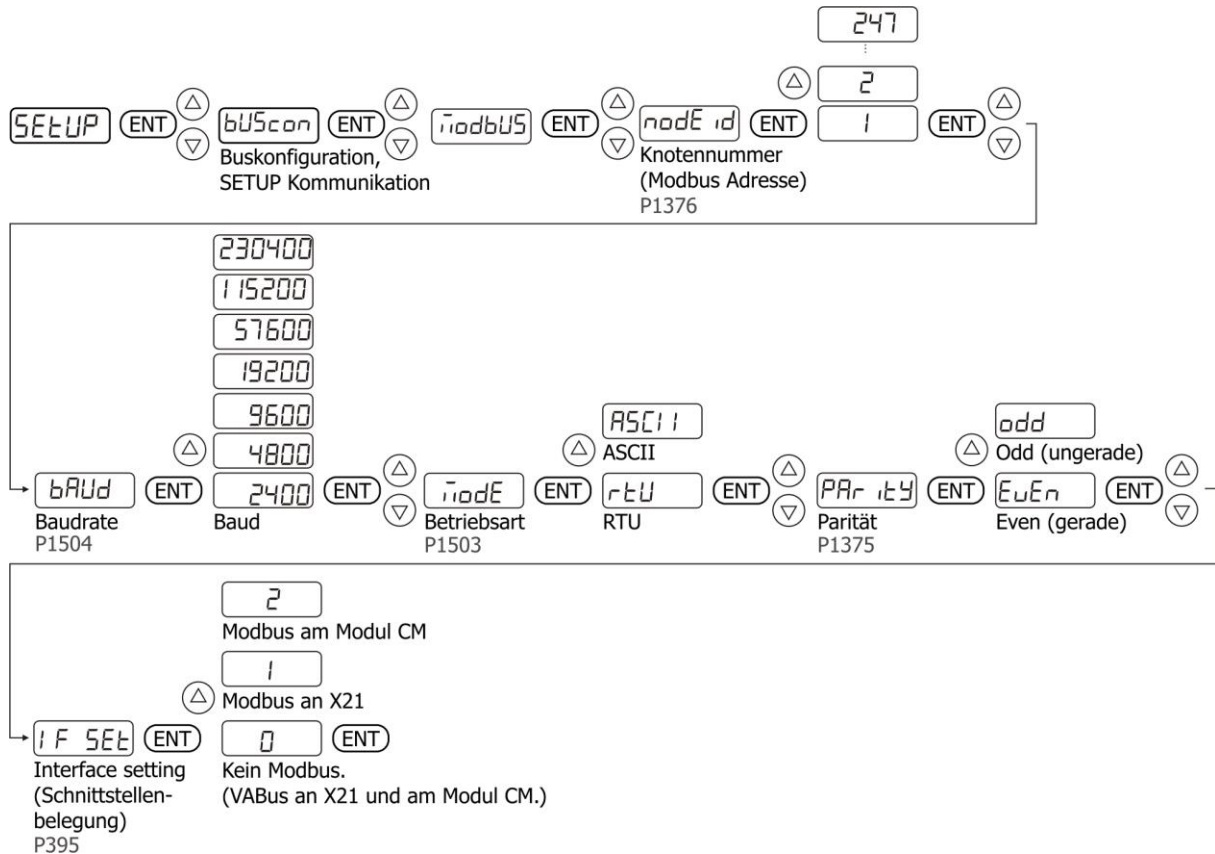 247
2
SEtUP ENT bUScon ENT ModbUS ENT nodE id ENT 1 ENT
Buskonfiguration,
SETUP Kommunikation
Knotennummer
(Modbus Adresse)
P1376
230400
115200
57600
19200
9600
4800
bAUd ENT 2400 ENT ModE ENT rtU ENT PAritY ENT EvEn ENT
Baudrate
P1504
Baud
Betriebsart
P1503
ASCII
ASCII
RTU
Parität
P1375
odd
Odd (ungerade)
Even (gerade)
2
Modbus am Modul CM
1
Modbus an X21
IF SEt ENT 0 ENT
Interface setting
(Schnittstellen-
belegung)
P395
Kein Modbus.
(VABus an X21 und am Modul CM.)